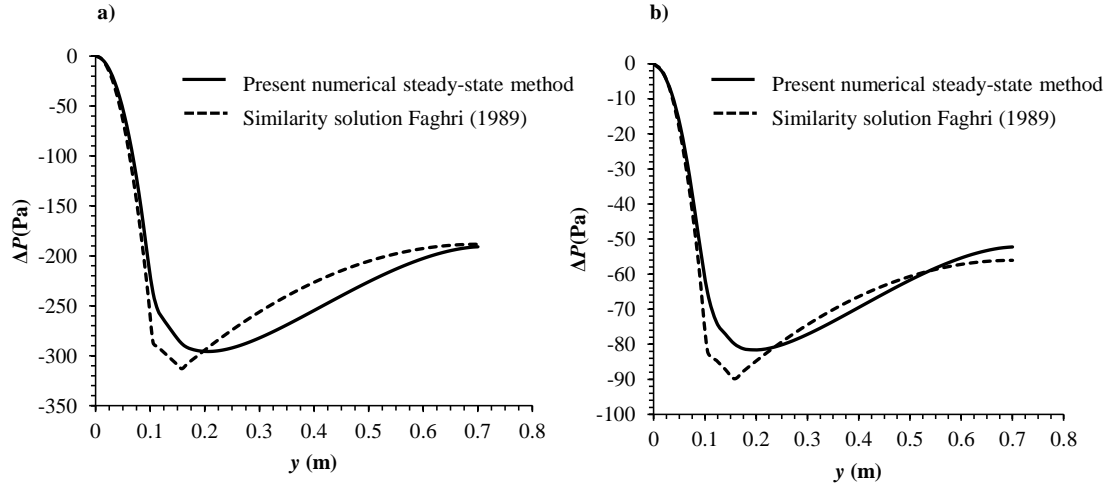 a)
0
-50
-100
-150
-200
-250
-300
-350
0 0.1 0.2 0.3 0.4 0.5 0.6 0.7 0.8
ΔP(Pa)
y (m)
Present numerical steady-state method
Similarity solution Faghri (1989)
b)
0
-10
-20
-30
-40
-50
-60
-70
-80
-90
-100
0 0.1 0.2 0.3 0.4 0.5 0.6 0.7 0.8
ΔP(Pa)
y (m)
Present numerical steady-state method
Similarity solution Faghri (1989)